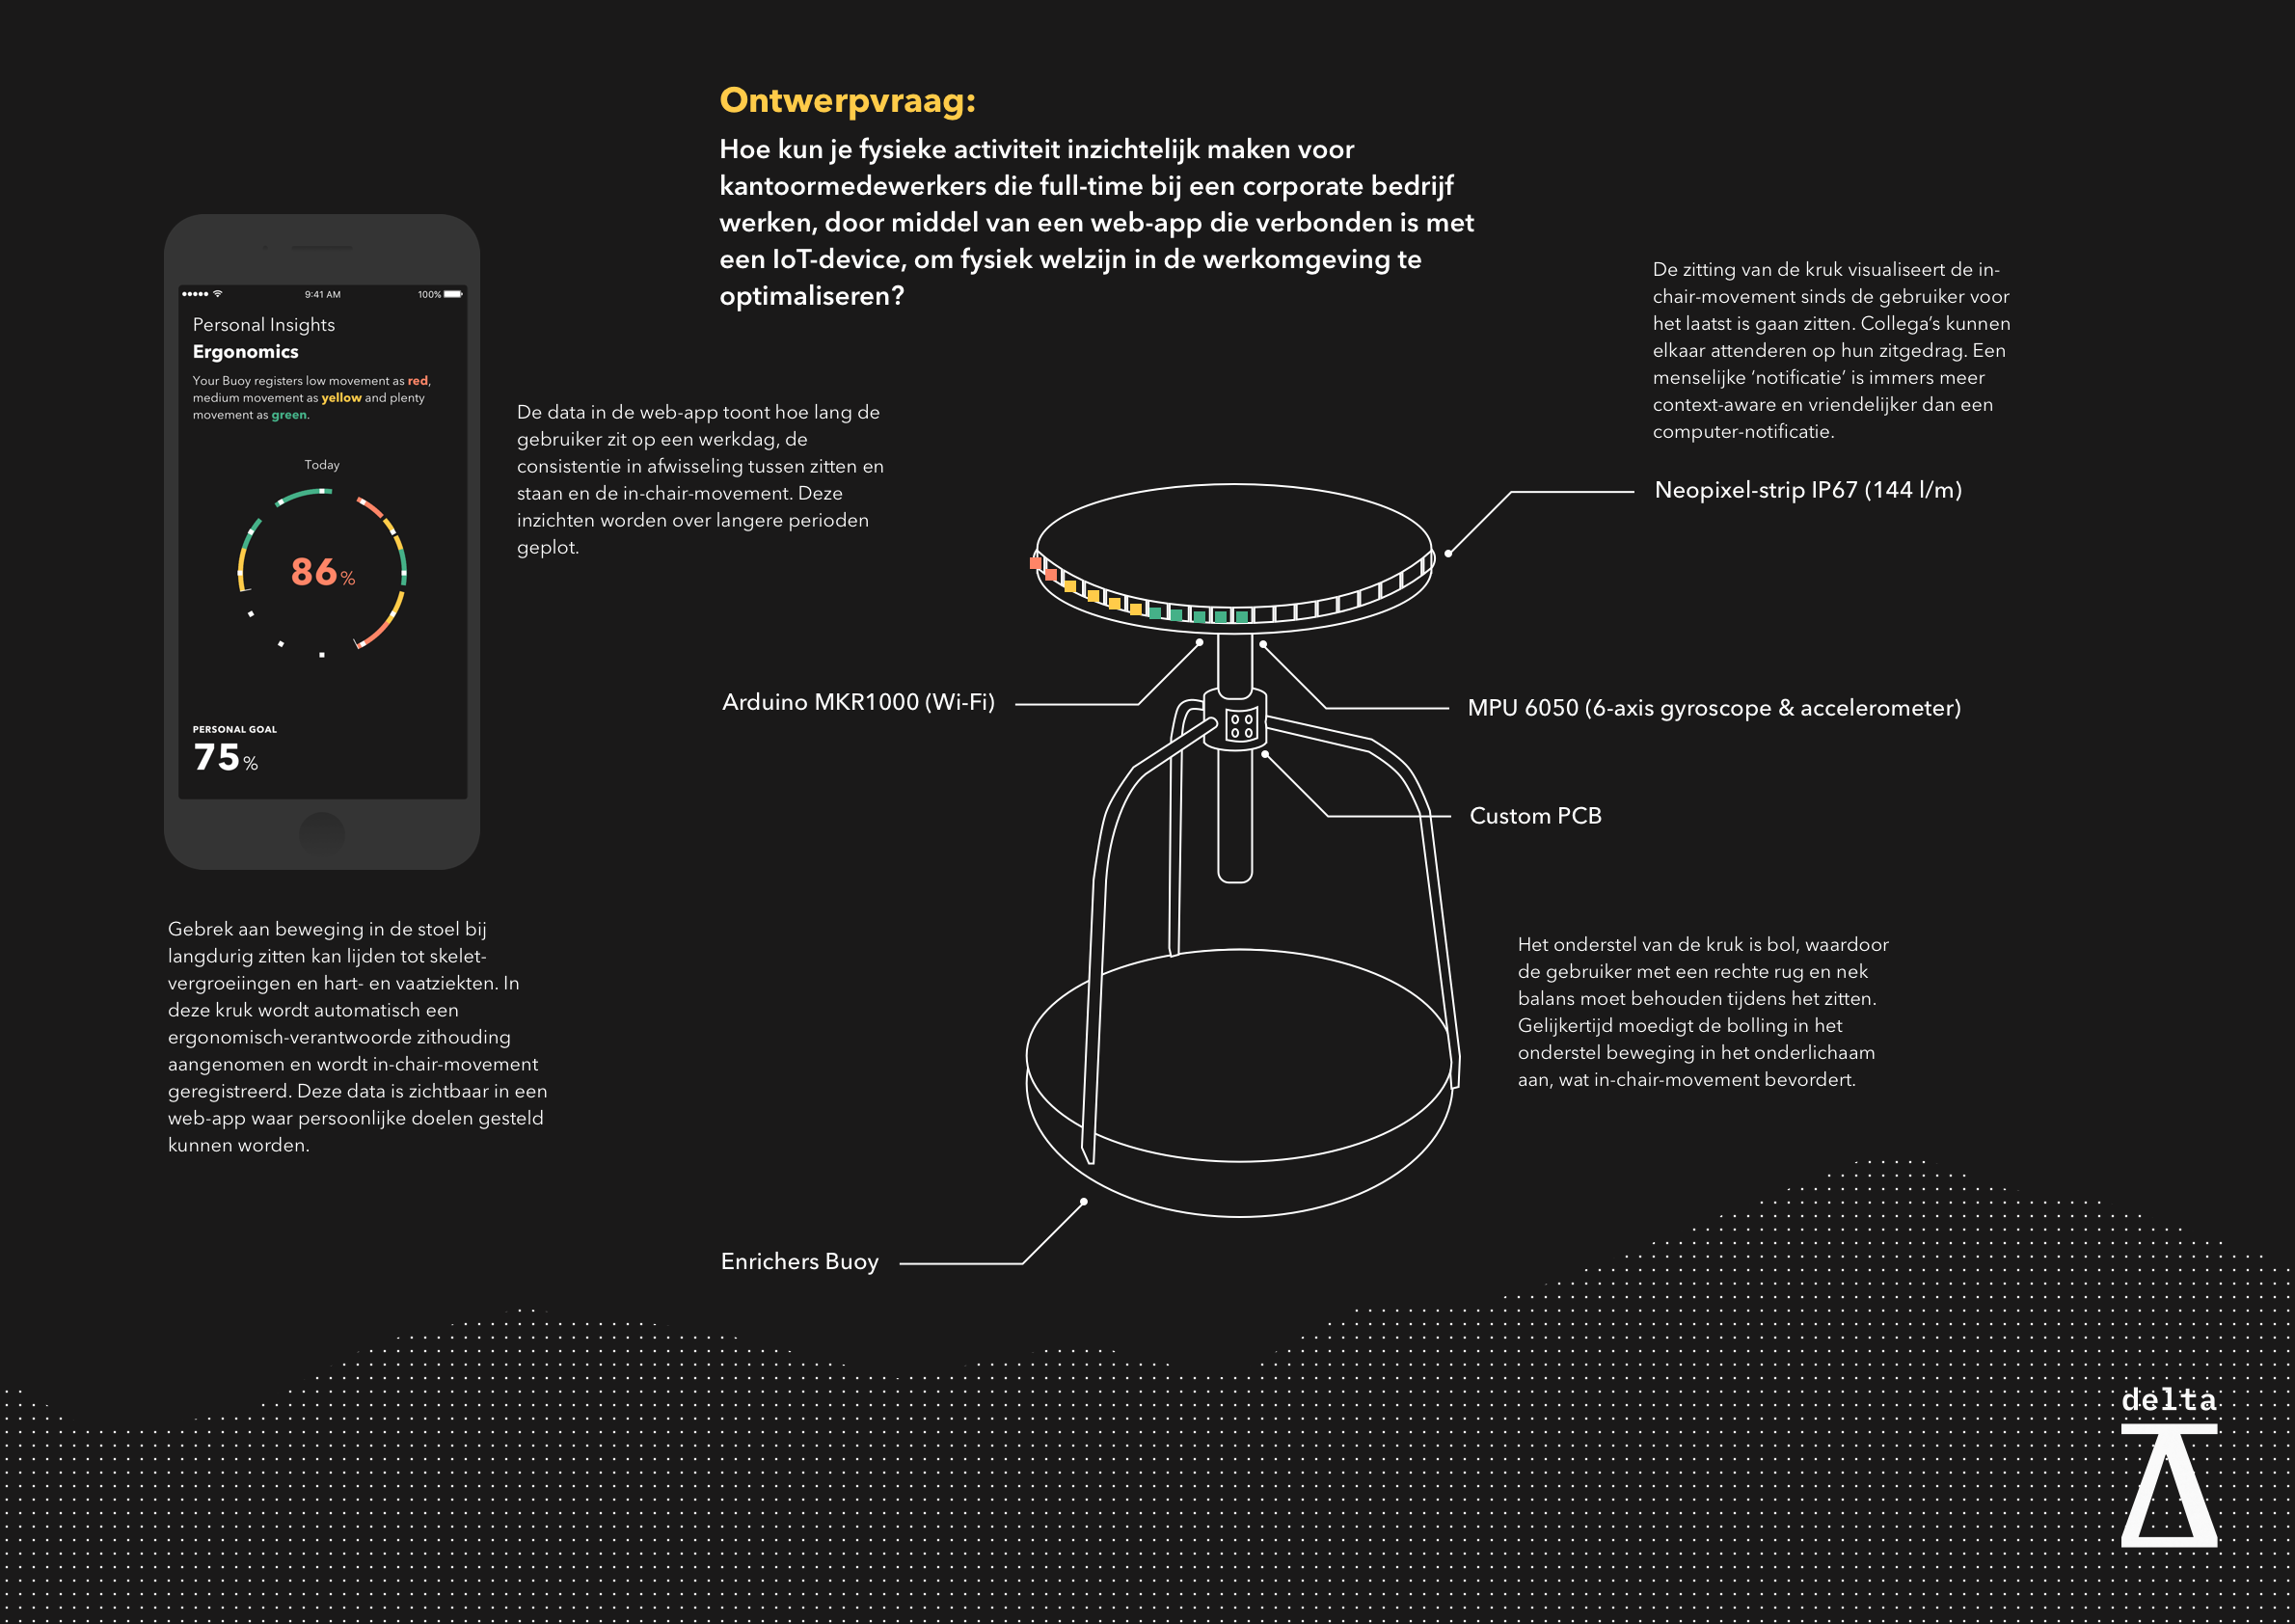 Ontwerpvraag:
Hoe kun je fysieke activiteit inzichtelijk maken voor
kantoormedewerkers die full-time bij een corporate bedrijf
werken, door middel van een web-app die verbonden is met
een IoT-device, om fysiek welzijn in de werkomgeving te
optimaliseren?
9:41 AM
100%
Personal Insights
Ergonomics
Your Buoy registers low movement as red,
medium movement as yellow and plenty
movement as green.
Today
86%
PERSONAL GOAL
75%
De data in de web-app toont hoe lang de
gebruiker zit op een werkdag, de
consistentie in afwisseling tussen zitten en
staan en de in-chair-movement. Deze
inzichten worden over langere perioden
geplot.
De zitting van de kruk visualiseert de in-
chair-movement sinds de gebruiker voor
het laatst is gaan zitten. Collega’s kunnen
elkaar attenderen op hun zitgedrag. Een
menselijke ‘notificatie’ is immers meer
context-aware en vriendelijker dan een
computer-notificatie.
Neopixel-strip IP67 (144 l/m)
Arduino MKR1000 (Wi-Fi)
MPU 6050 (6-axis gyroscope & accelerometer)
Custom PCB
Gebrek aan beweging in de stoel bij
langdurig zitten kan lijden tot skelet-
vergroeiingen en hart- en vaatziekten. In
deze kruk wordt automatisch een
ergonomisch-verantwoorde zithouding
aangenomen en wordt in-chair-movement
geregistreerd. Deze data is zichtbaar in een
web-app waar persoonlijke doelen gesteld
kunnen worden.
Het onderstel van de kruk is bol, waardoor
de gebruiker met een rechte rug en nek
balans moet behouden tijdens het zitten.
Gelijkertijd moedigt de bolling in het
onderstel beweging in het onderlichaam
aan, wat in-chair-movement bevordert.
Enrichers Buoy
delta